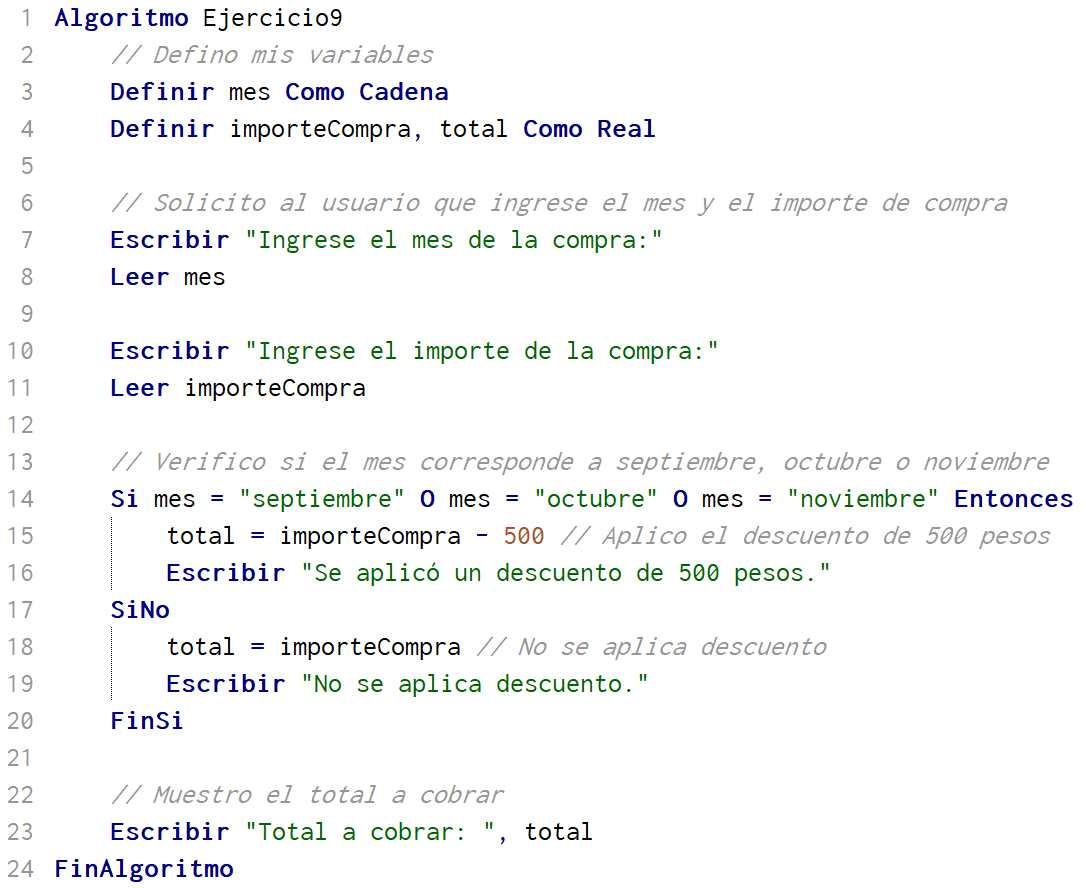 1 Algoritmo Ejercicio9
2 // Defino mis variables
3 Definir mes Como Cadena
4 Definir importeCompra, total Como Real
5
6 // Solicito al usuario que ingrese el mes y el importe de compra
7 Escribir "Ingrese el mes de la compra:"
8 Leer mes
9
10 Escribir "Ingrese el importe de la compra:"
11 Leer importeCompra
12
13 // Verifico si el mes corresponde a septiembre, octubre o noviembre
14 Si mes = "septiembre" O mes = "octubre" O mes = "noviembre" Entonces
15 total = importeCompra - 500 // Aplico el descuento de 500 pesos
16 Escribir "Se aplicó un descuento de 500 pesos."
17 SiNo
18 total = importeCompra // No se aplica descuento
19 Escribir "No se aplica descuento."
20 FinSi
21
22 // Muestro el total a cobrar
23 Escribir "Total a cobrar: ", total
24 FinAlgoritmo